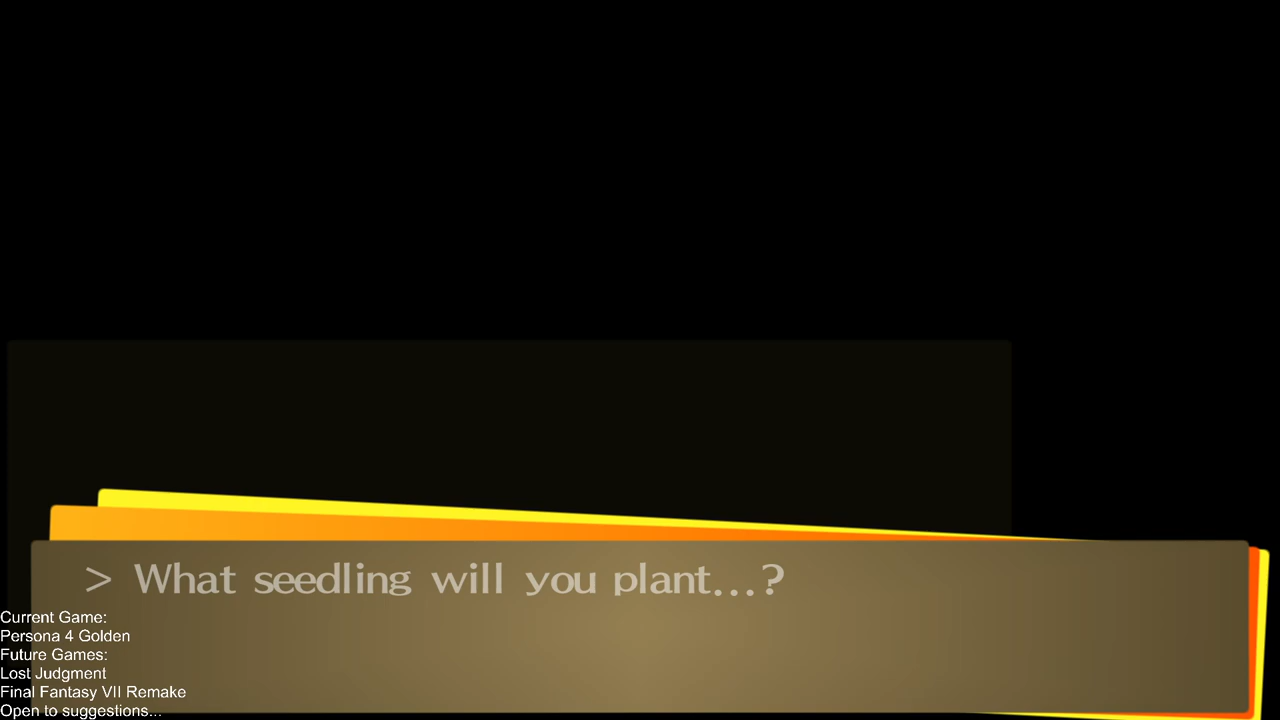 > What seedling will you plant...?
Current Game:
Persona 4 Golden
Future Games:
Lost Judgment
Final Fantasy VII Remake
Open to suggestions...